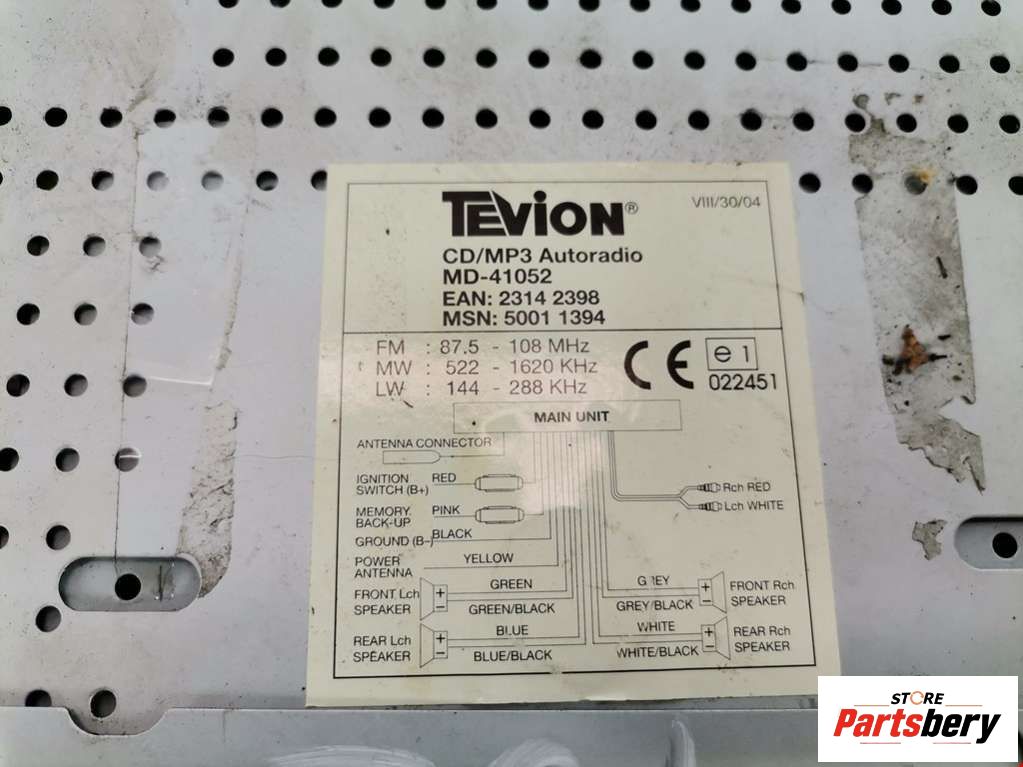 TEVION®
VIII/30/04
CD/MP3 Autoradio
MD-41052
EAN: 2314 2398
MSN: 5001 1394
FM : 87.5 - 108 MHz
MW : 522 - 1620 KHz
LW : 144 - 288 KHz
CE
e 1
022451
MAIN UNIT
ANTENNA CONNECTOR
IGNITION RED
SWITCH (B+)
MEMORY PINK
BACK-UP
GROUND (B-) BLACK
POWER YELLOW
ANTENNA
FRONT Lch + GREEN
SPEAKER - GREEN/BLACK
REAR Lch + BLUE
SPEAKER - BLUE/BLACK
Rch RED
Lch WHITE
GREY + FRONT Rch
GREY/BLACK - SPEAKER
WHITE + REAR Rch
WHITE/BLACK - SPEAKER
STORE
Partsbery